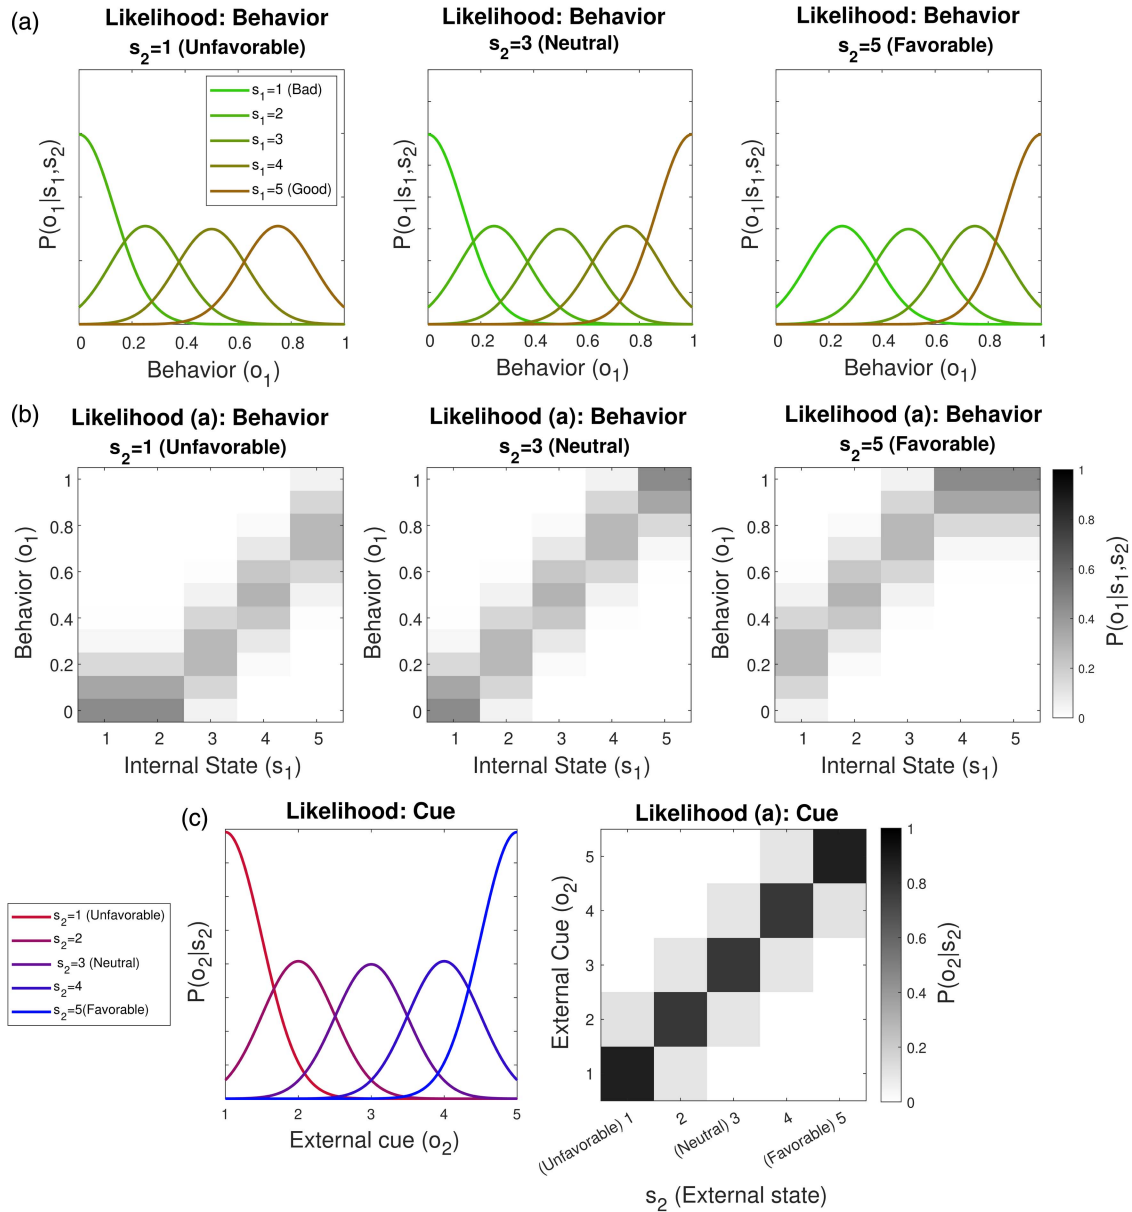 (a)
Likelihood: Behavior
s2=1 (Unfavorable)
P(o1|s1,s2)
s1=1 (Bad)
s1=2
s1=3
s1=4
s1=5 (Good)
0 0.2 0.4 0.6 0.8 1
Behavior (o1)
Likelihood: Behavior
s2=3 (Neutral)
P(o1|s1,s2)
0 0.2 0.4 0.6 0.8 1
Behavior (o1)
Likelihood: Behavior
s2=5 (Favorable)
P(o1|s1,s2)
0 0.2 0.4 0.6 0.8 1
Behavior (o1)
(b)
Likelihood (a): Behavior
s2=1 (Unfavorable)
Behavior (o1)
1
0.8
0.6
0.4
0.2
0
1 2 3 4 5
Internal State (s1)
Likelihood (a): Behavior
s2=3 (Neutral)
Behavior (o1)
1
0.8
0.6
0.4
0.2
0
1 2 3 4 5
Internal State (s1)
Likelihood (a): Behavior
s2=5 (Favorable)
Behavior (o1)
1
0.8
0.6
0.4
0.2
0
1 2 3 4 5
Internal State (s1)
1
0.8
0.6
0.4
0.2
0
P(o1|s1,s2)
(c)
Likelihood: Cue
s2=1 (Unfavorable)
s2=2
s2=3 (Neutral)
s2=4
s2=5(Favorable)
P(o2|s2)
1 2 3 4 5
External cue (o2)
Likelihood (a): Cue
External Cue (o2)
5
4
3
2
1
(Unfavorable) 1
2
(Neutral) 3
4
(Favorable) 5
s2 (External state)
1
0.8
0.6
0.4
0.2
0
P(o2|s2)